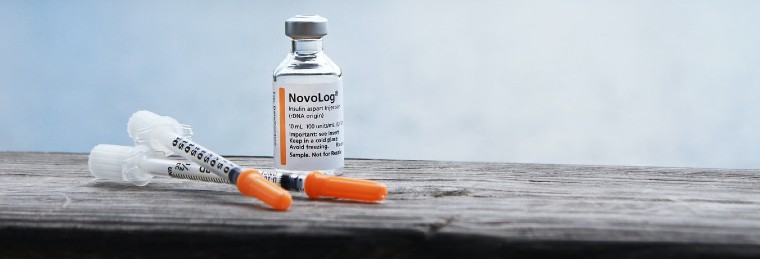 NovoLog®
Insulin aspart Injection
(rDNA origin)
10 mL 100 units/mL
Important: see insert
Keep in a cold place
Avoid freezing.
Sample. Not for